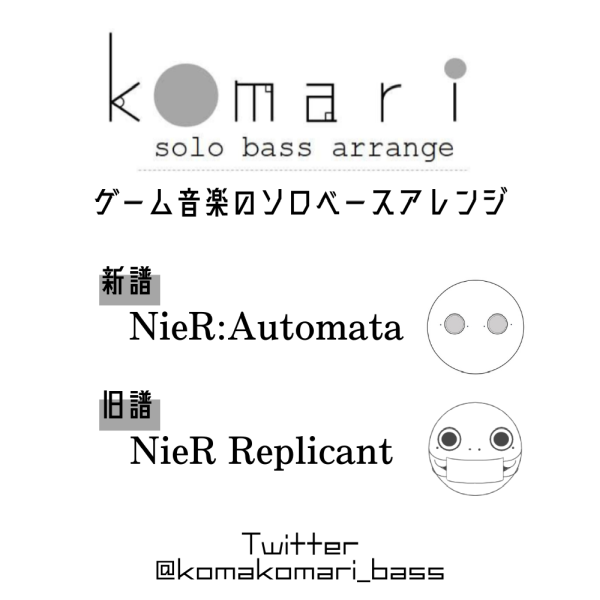 komari
solo bass arrange
ゲーム音楽のソロベースアレンジ
新譜
NieR:Automata
旧譜
NieR Replicant
Twitter
@komakomari_bass